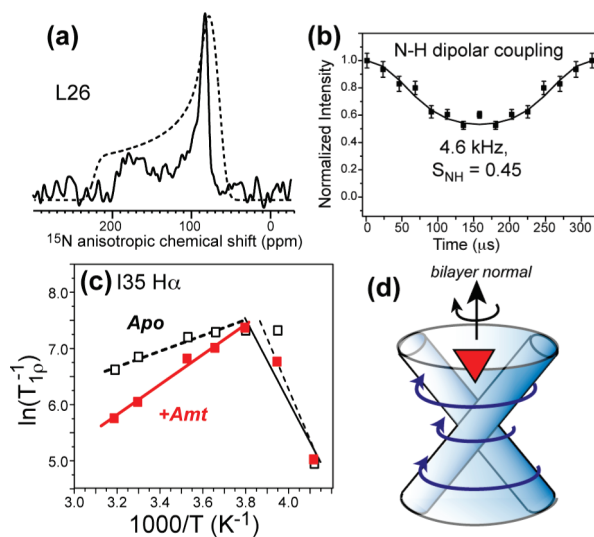 (a)
L26
200
100
0
15N anisotropic chemical shift (ppm)
(b)
N-H dipolar coupling
4.6 kHz,
SNH = 0.45
Normalized Intensity
1.0
0.8
0.6
0.4
0.2
0.0
0 50 100 150 200 250 300
Time (μs)
(c) I35 Hα
Apo
+Amt
ln(T1ρ-1)
8.0
7.0
6.0
5.0
3.0 3.2 3.4 3.6 3.8 4.0
1000/T (K-1)
(d)
bilayer normal